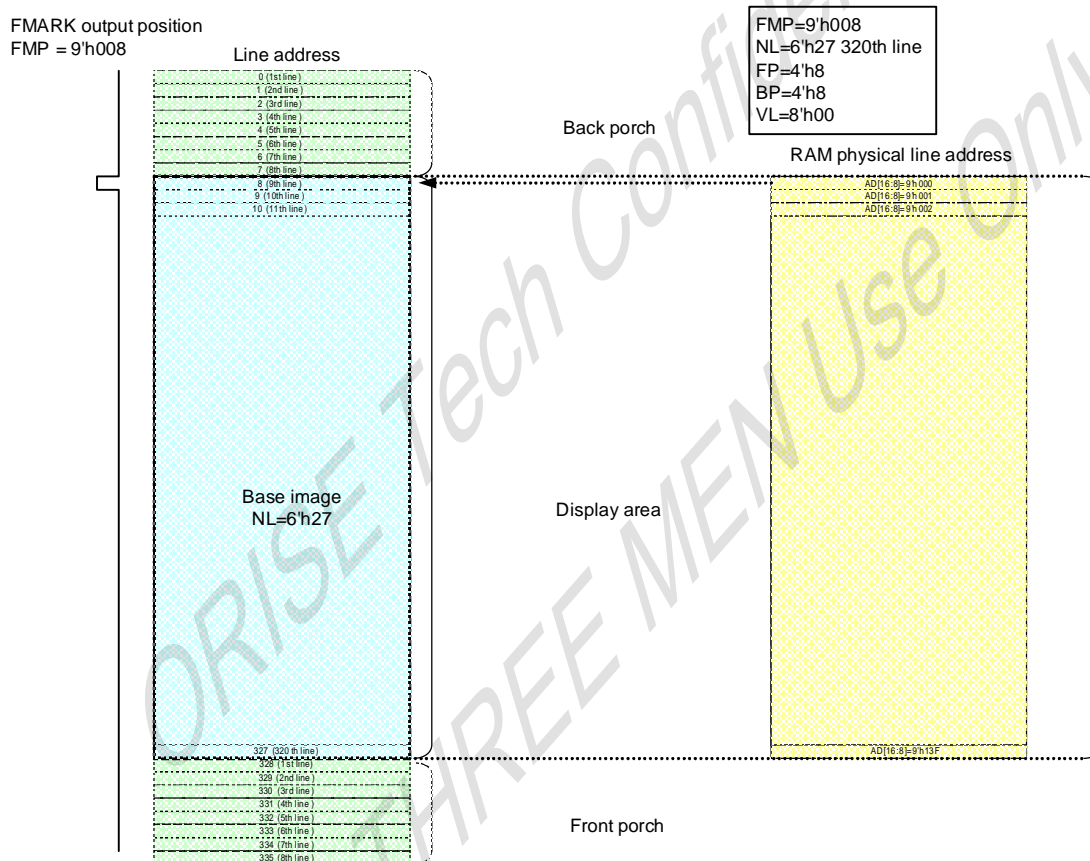 FMARK output position
FMP = 9'h008
Line address
0 (1st line)
1 (2nd line)
2 (3rd line)
3 (4th line)
4 (5th line)
5 (6th line)
6 (7th line)
7 (8th line)
8 (9th line)
9 (10th line)
10 (11th line)
Base image
NL=6'h27
327 (320 th line)
328 (1st line)
329 (2nd line)
330 (3rd line)
331 (4th line)
332 (5th line)
333 (6th line)
334 (7th line)
335 (8th line)
Back porch
Display area
Front porch
FMP=9'h008
NL=6'h27 320th line
FP=4'h8
BP=4'h8
VL=8'h00
RAM physical line address
AD[16:8]=9'h000
AD[16:8]=9'h001
AD[16:8]=9'h002
AD[16:8]=9'h13F
ORISE Tech
THREE MEN Use Only